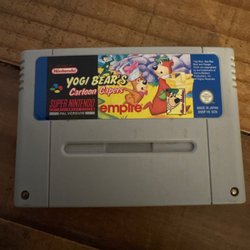 Nintendo
YOGI BEAR'S
Cartoon Capers
SUPER NINTENDO
PAL VERSION
empire
MADE IN JAPAN